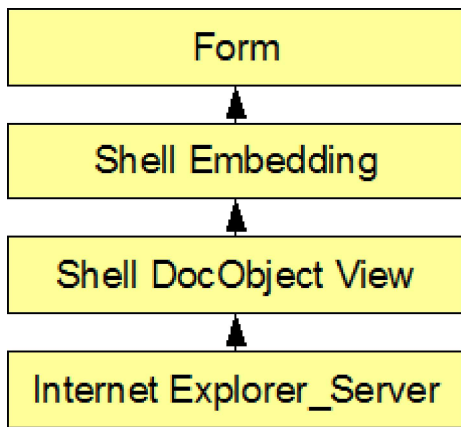 Form
Shell Embedding
Shell DocObject View
Internet Explorer_Server